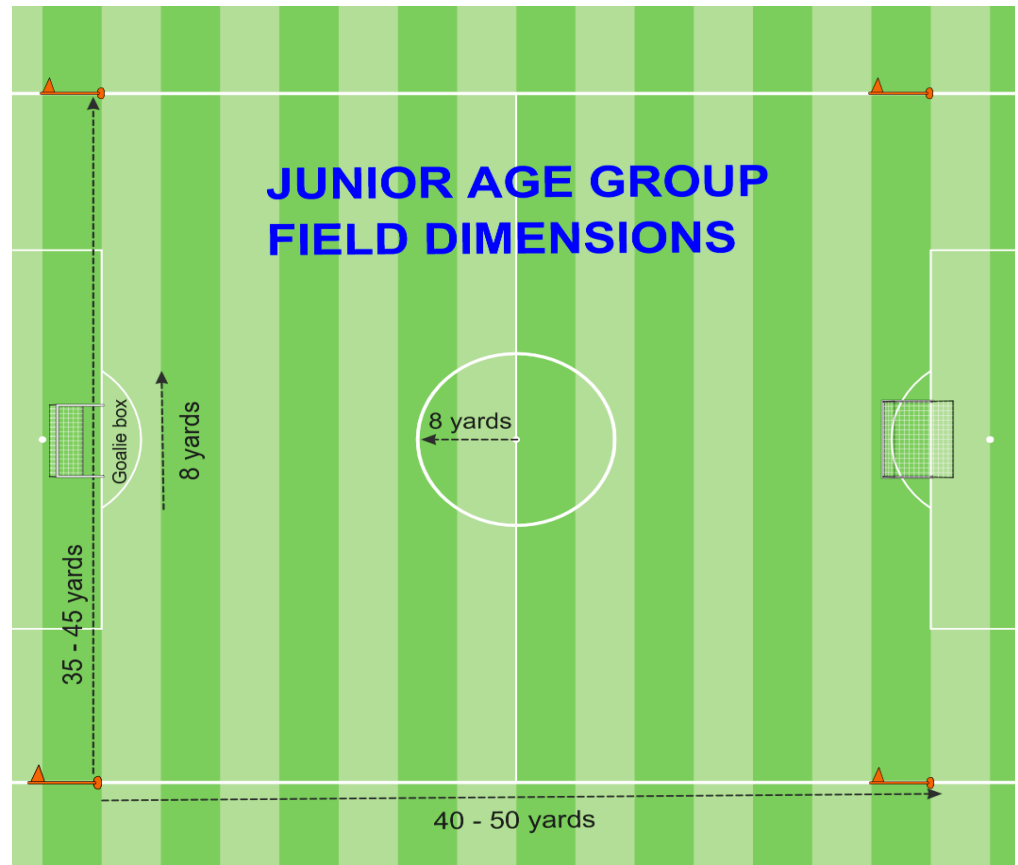 JUNIOR AGE GROUP
FIELD DIMENSIONS
8 yards
Goalie box
8 yards
35 - 45 yards
40 - 50 yards